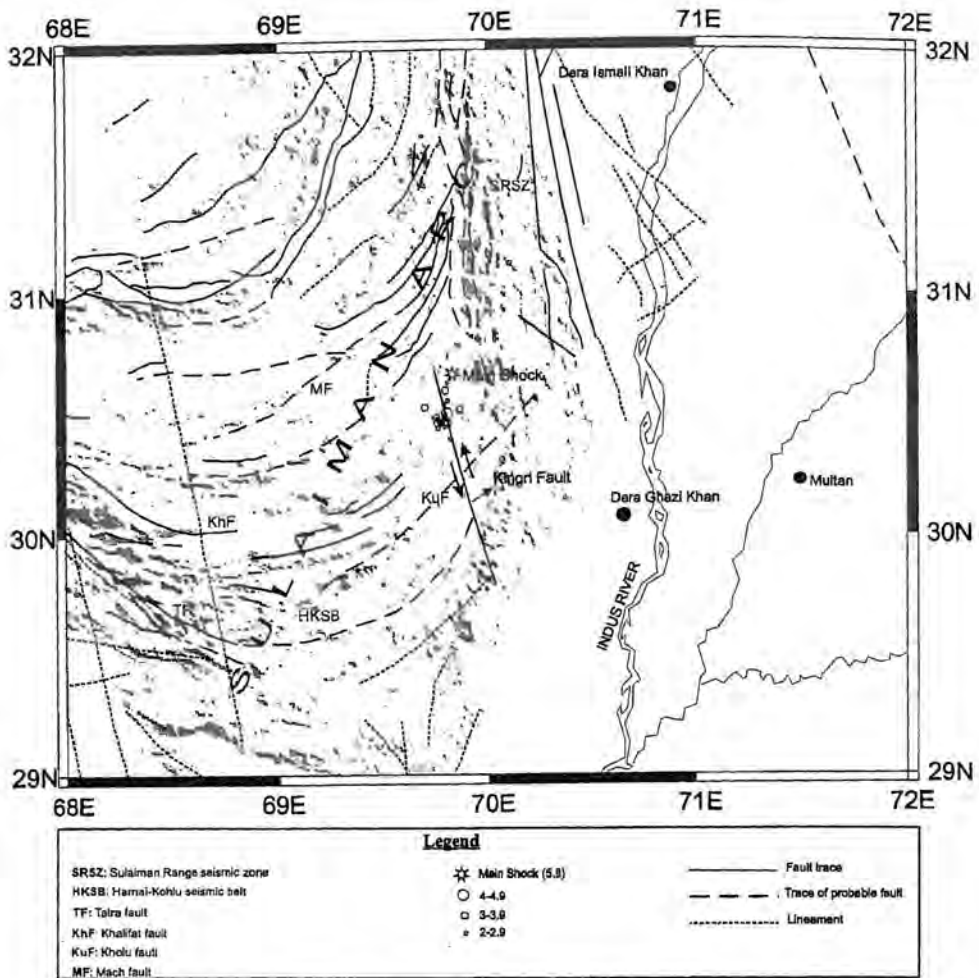 68E 69E 70E 71E 72E
32N 32N
Dera Ismail Khan
SRSZ
31N 31N
Main Shock
MF
Kingri Fault
KuF
Multan
Dera Ghazi Khan
KhF
30N 30N
SULAIMAN
TF
HKSB
INDUS RIVER
29N 29N
68E 69E 70E 71E 72E
Legend
SRSZ: Sulaiman Range seismic zone
HKSB: Harnai-Kohlu seismic belt
TF: Tatra fault
KhF: Khalifat fault
KuF: Kholu fault
MF: Mach fault
Main Shock (5.8)
4-4.9
3-3.9
2-2.9
Fault trace
Trace of probable fault
Lineament